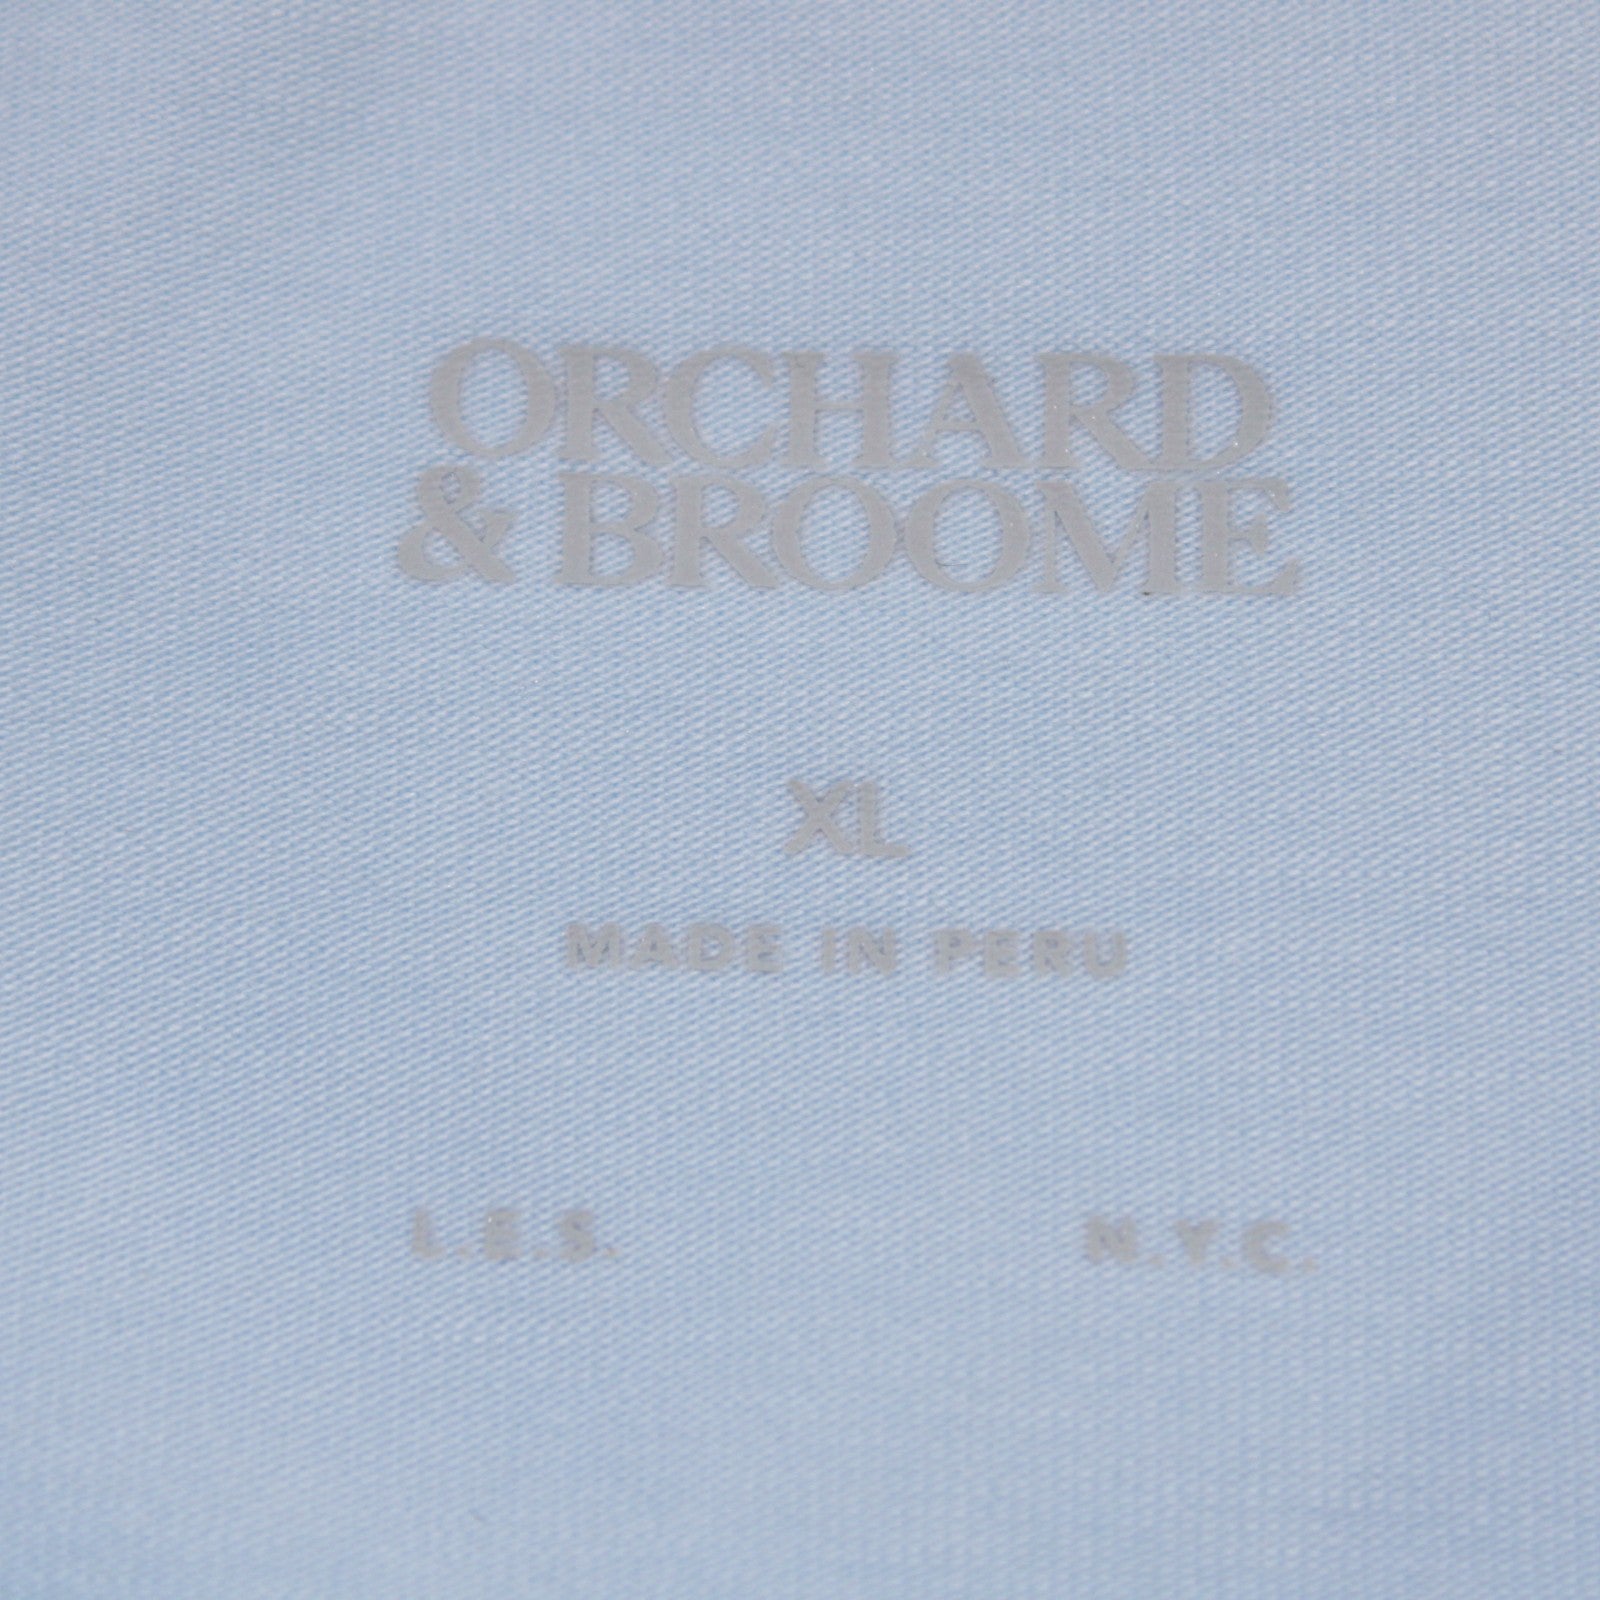 ORCHARD
& BROOME
XL
MADE IN PERU
L.E.S. N.Y.C.